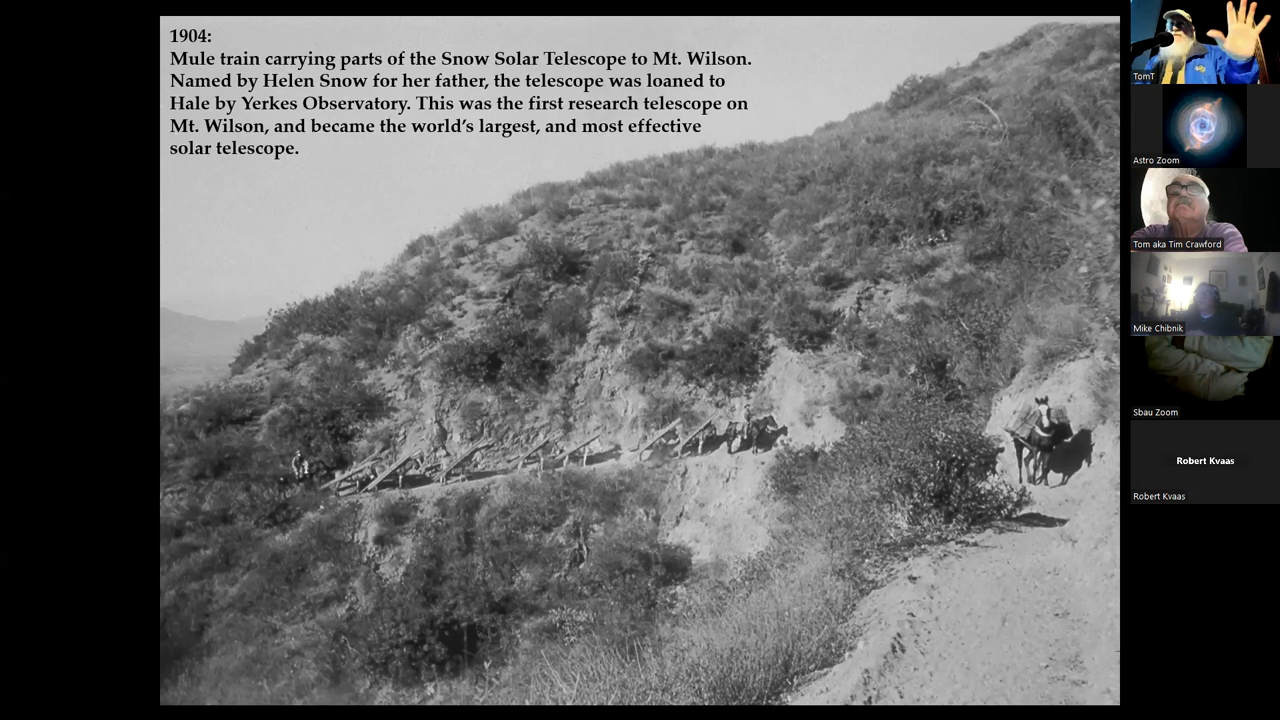 1904:
Mule train carrying parts of the Snow Solar Telescope to Mt. Wilson.
Named by Helen Snow for her father, the telescope was loaned to
Hale by Yerkes Observatory. This was the first research telescope on
Mt. Wilson, and became the world's largest, and most effective
solar telescope.
TomT
Astro Zoom
Tom aka Tim Crawford
Mike Chibnik
Sbau Zoom
Robert Kvaas
Robert Kvaas